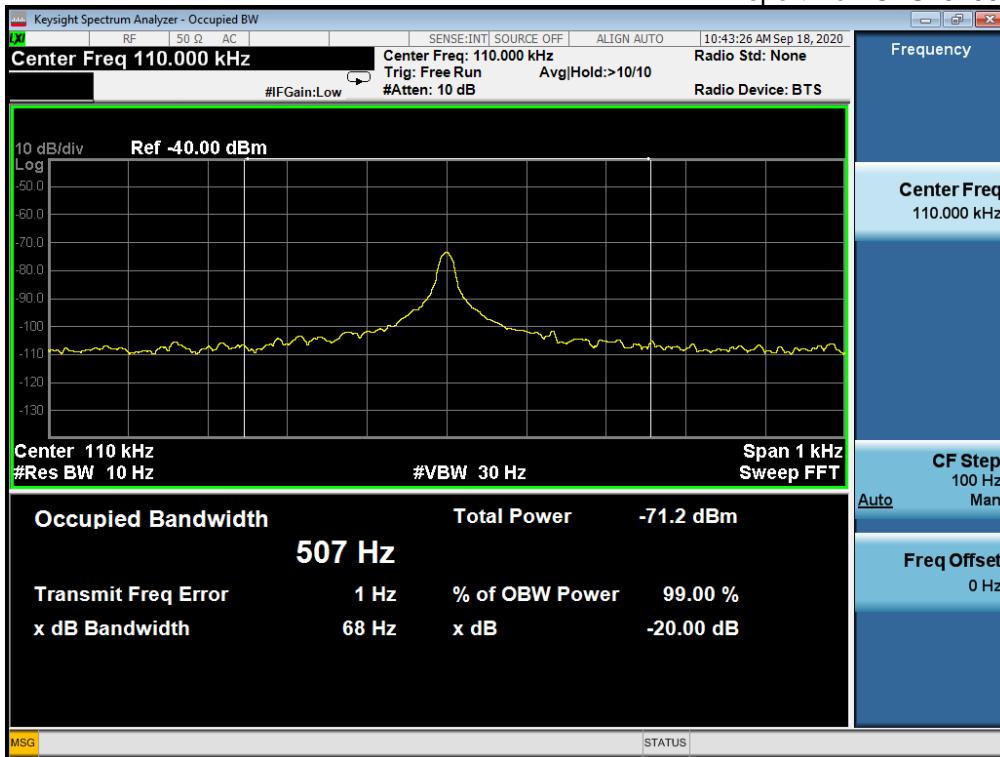 Keysight Spectrum Analyzer - Occupied BW
LXI RF 50 Ω AC SENSE:INT SOURCE OFF ALIGN AUTO 10:43:26 AM Sep 18, 2020
Center Freq 110.000 kHz
Center Freq: 110.000 kHz
Radio Std: None
Trig: Free Run Avg|Hold:>10/10
#IFGain:Low
#Atten: 10 dB
Radio Device: BTS
10 dB/div Ref -40.00 dBm
Log
-50.0
-60.0
-70.0
-80.0
-90.0
-100
-110
-120
-130
Center 110 kHz Span 1 kHz
#Res BW 10 Hz #VBW 30 Hz Sweep FFT
Occupied Bandwidth Total Power -71.2 dBm
507 Hz
Transmit Freq Error 1 Hz % of OBW Power 99.00 %
x dB Bandwidth 68 Hz x dB -20.00 dB
MSG STATUS
Frequency
Center Freq
110.000 kHz
CF Step
100 Hz
Auto Man
Freq Offset
0 Hz